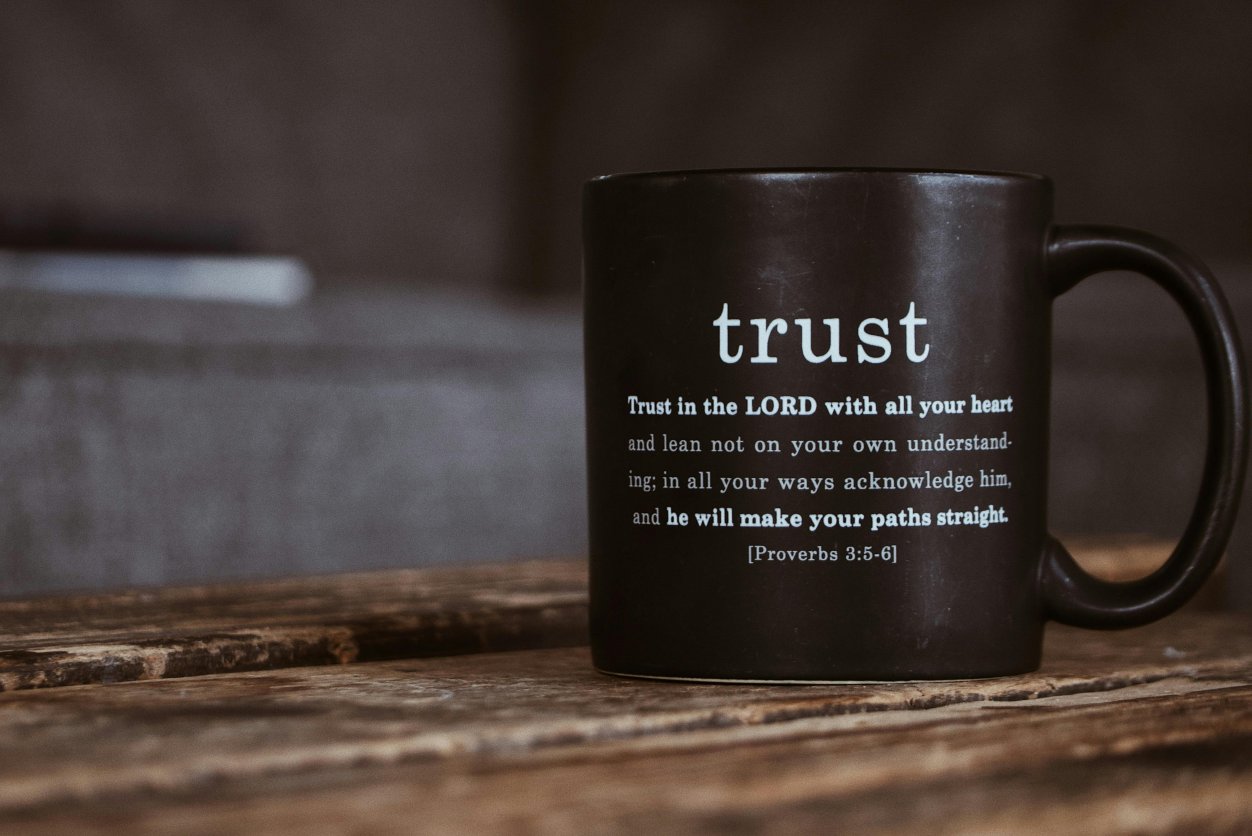 trust
Trust in the LORD with all your heart
and lean not on your own understand-
ing; in all your ways acknowledge him,
and he will make your paths straight.
[Proverbs 3:5-6]